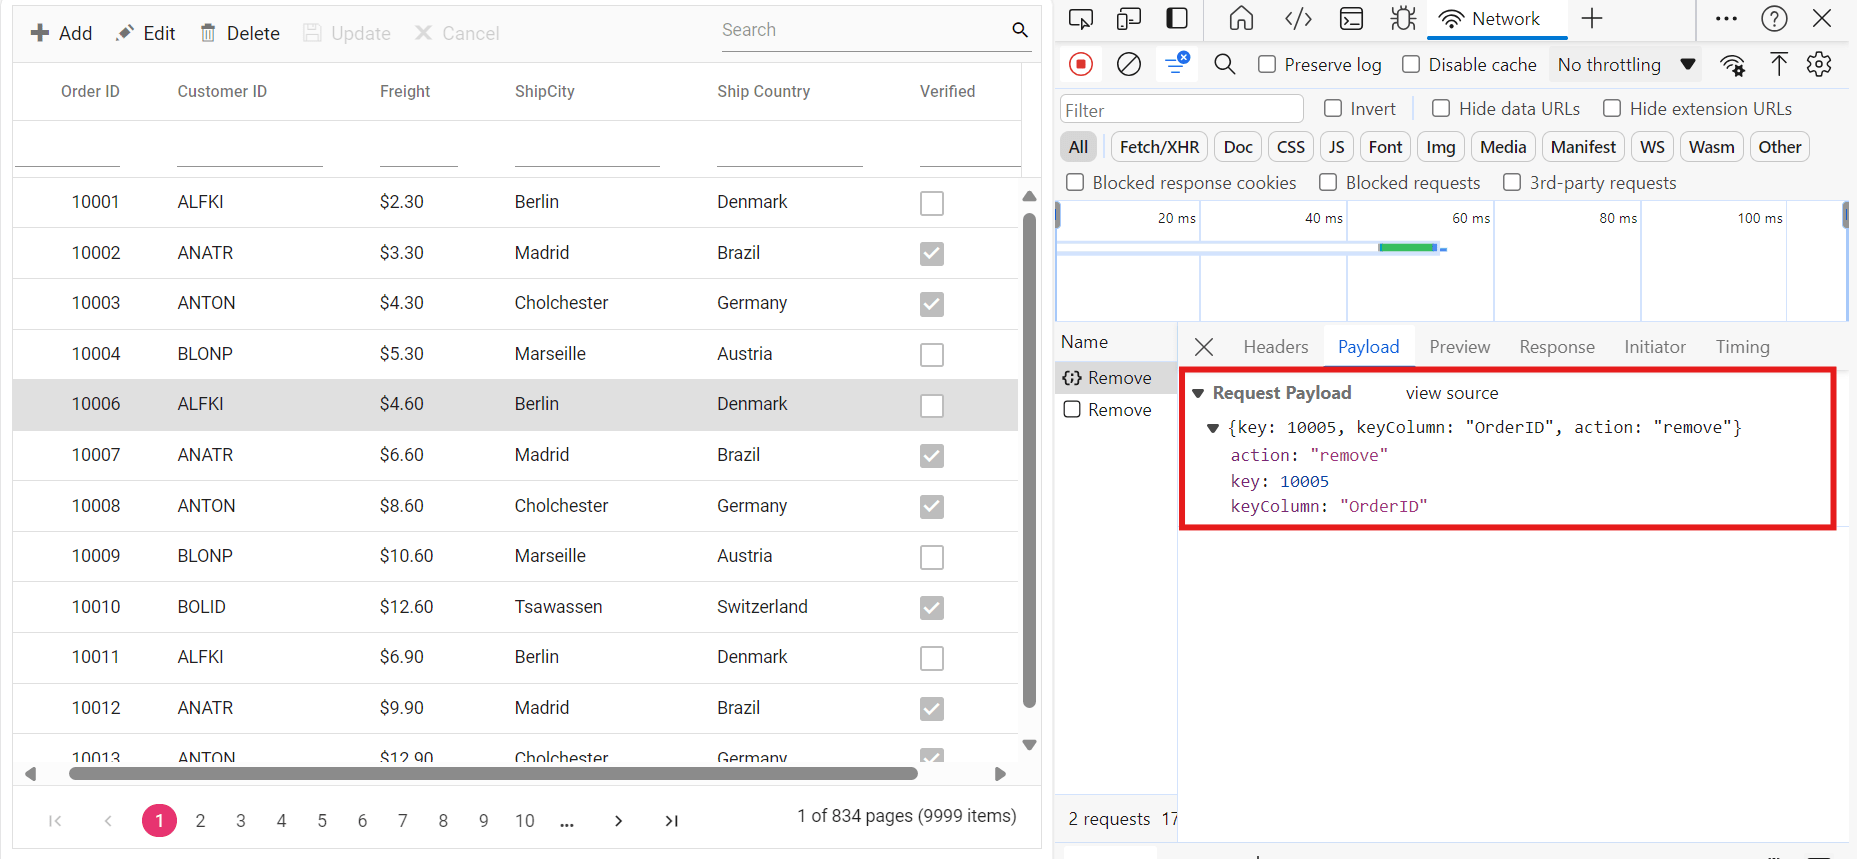 Add Edit Delete Update Cancel Search
Order ID Customer ID Freight ShipCity Ship Country Verified
10001 ALFKI $2.30 Berlin Denmark
10002 ANATR $3.30 Madrid Brazil
10003 ANTON $4.30 Cholchester Germany
10004 BLONP $5.30 Marseille Austria
10006 ALFKI $4.60 Berlin Denmark
10007 ANATR $6.60 Madrid Brazil
10008 ANTON $8.60 Cholchester Germany
10009 BLONP $10.60 Marseille Austria
10010 BOLID $12.60 Tsawassen Switzerland
10011 ALFKI $6.90 Berlin Denmark
10012 ANATR $9.90 Madrid Brazil
10013 ANTON $12.90 Cholchester Germany
1 2 3 4 5 6 7 8 9 10 ... 1 of 834 pages (9999 items)
Network
Preserve log Disable cache No throttling
Filter Invert Hide data URLs Hide extension URLs
All Fetch/XHR Doc CSS JS Font Img Media Manifest WS Wasm Other
Blocked response cookies Blocked requests 3rd-party requests
20 ms 40 ms 60 ms 80 ms 100 ms
Name Headers Payload Preview Response Initiator Timing
Remove
Remove
Request Payload view source
{key: 10005, keyColumn: "OrderID", action: "remove"}
action: "remove"
key: 10005
keyColumn: "OrderID"
2 requests 17